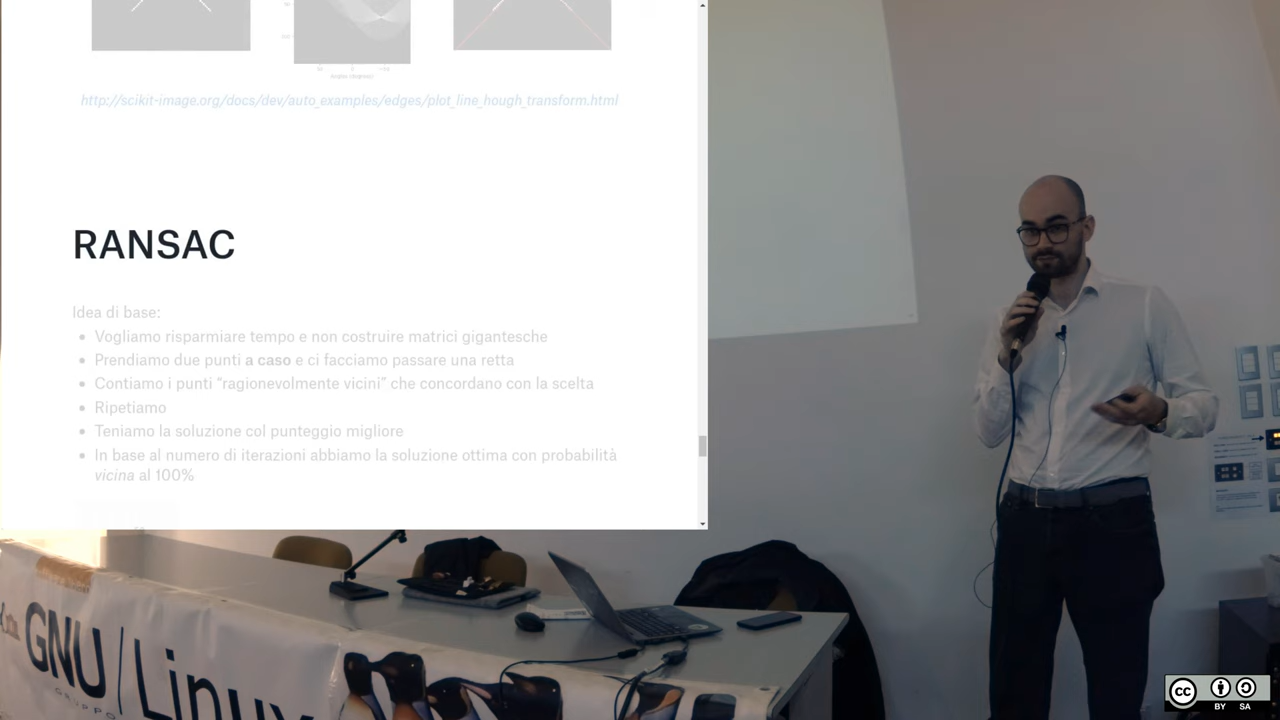 http://scikit-image.org/docs/dev/auto_examples/edges/plot_line_hough_transform.html
RANSAC
Idea di base:
Vogliamo risparmiare tempo e non costruire matrici gigantesche
Prendiamo due punti a caso e ci facciamo passare una retta
Contiamo i punti “ragionevolmente vicini” che concordano con la scelta
Ripetiamo
Teniamo la soluzione col punteggio migliore
In base al numero di iterazioni abbiamo la soluzione ottima con probabilità
vicina al 100%
GNU/Linux
GRUPPO
cc
BY SA